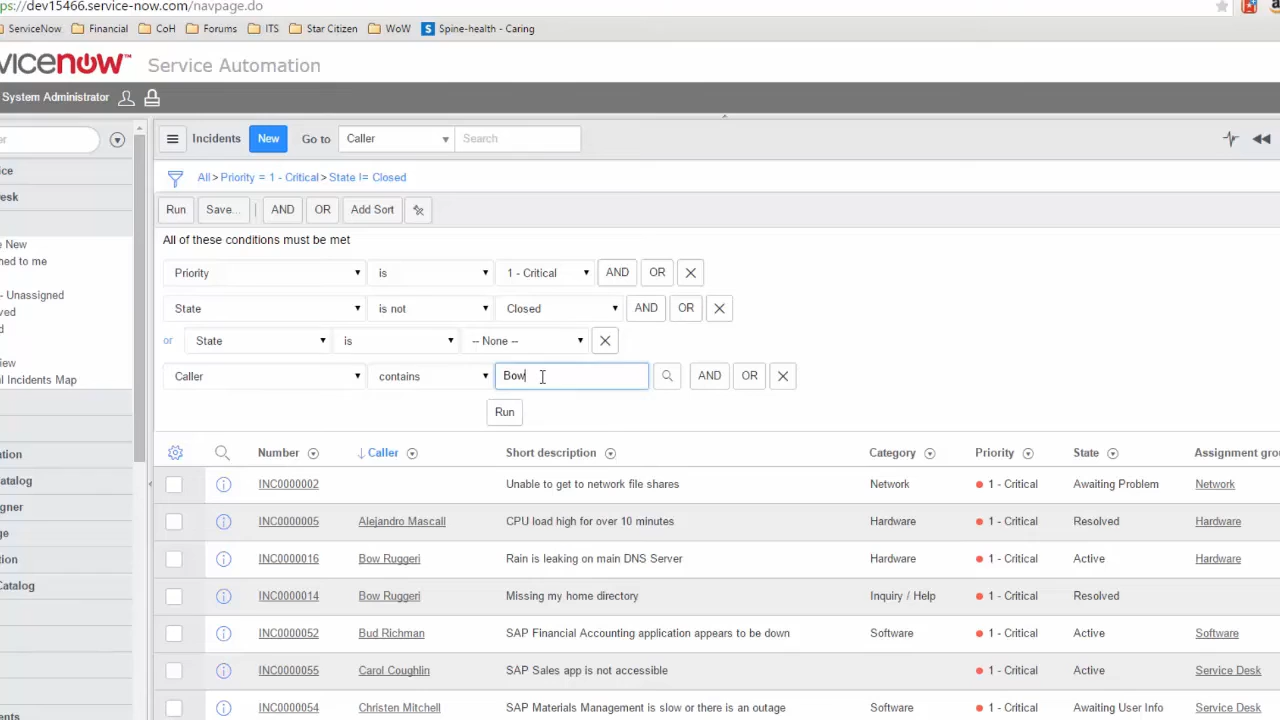 ps://dev15466.service-now.com/navpage.do
ServiceNow Financial CoH Forums ITS Star Citizen WoW S Spine-health - Caring
vicenow™ Service Automation
System Administrator
er
Incidents New Go to Caller Search
ice
All > Priority = 1 - Critical > State != Closed
esk
Run Save... AND OR Add Sort
All of these conditions must be met
e New
ned to me
Priority is 1 - Critical AND OR
- Unassigned
ved
State is not Closed AND OR
d
or State is -- None --
view
l Incidents Map
Caller contains Bow AND OR
Run
ation
Number Caller Short description Category Priority State Assignment grou
atalog
INC0000002 Unable to get to network file shares Network 1 - Critical Awaiting Problem Network
gner
INC0000005 Alejandro Mascall CPU load high for over 10 minutes Hardware 1 - Critical Resolved Hardware
ge
tion
INC0000016 Bow Ruggeri Rain is leaking on main DNS Server Hardware 1 - Critical Active Hardware
Catalog
INC0000014 Bow Ruggeri Missing my home directory Inquiry / Help 1 - Critical Resolved
INC0000052 Bud Richman SAP Financial Accounting application appears to be down Software 1 - Critical Active Software
INC0000055 Carol Coughlin SAP Sales app is not accessible 1 - Critical Active Service Desk
INC0000054 Christen Mitchell SAP Materials Management is slow or there is an outage Software 1 - Critical Awaiting User Info Service Desk
ents